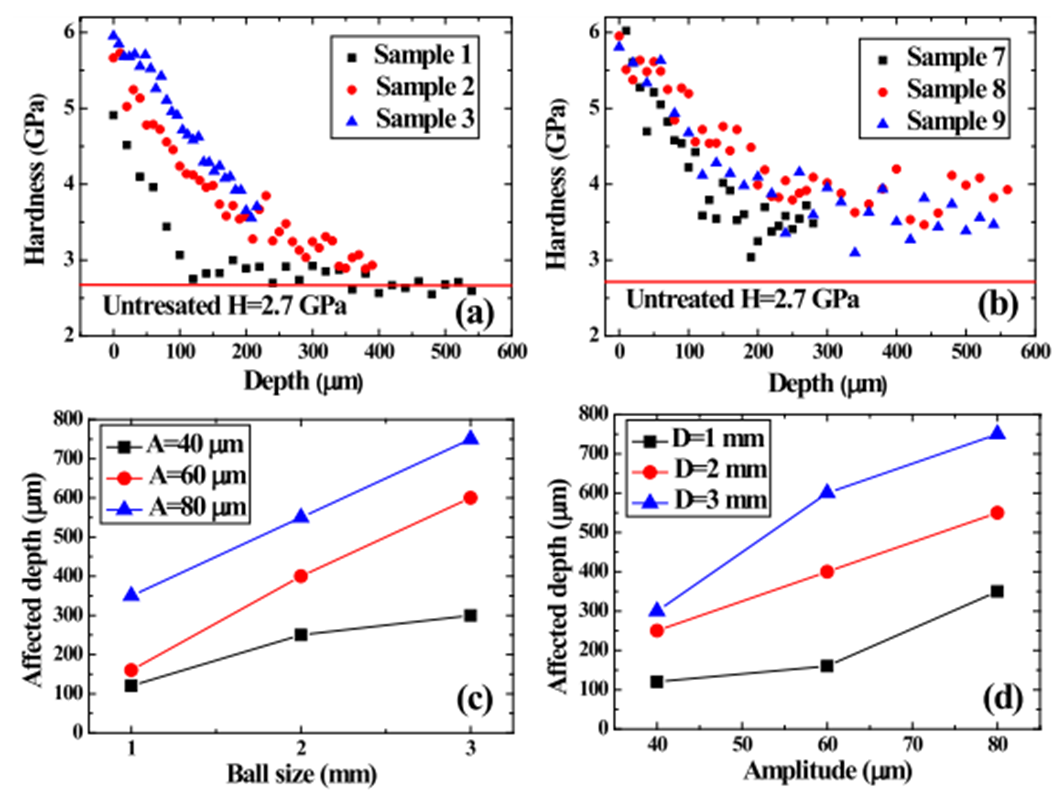 6
5
4
3
2
Hardness (GPa)
Sample 1
Sample 2
Sample 3
Untresated H=2.7 GPa
(a)
0 100 200 300 400 500 600
Depth (μm)
6
5
4
3
2
Hardness (GPa)
Sample 7
Sample 8
Sample 9
Untreated H=2.7 GPa
(b)
0 100 200 300 400 500 600
Depth (μm)
800
700
600
500
400
300
200
100
0
Affected depth (μm)
A=40 μm
A=60 μm
A=80 μm
(c)
1 2 3
Ball size (mm)
800
700
600
500
400
300
200
100
0
Affected depth (μm)
D=1 mm
D=2 mm
D=3 mm
(d)
40 50 60 70 80
Amplitude (μm)